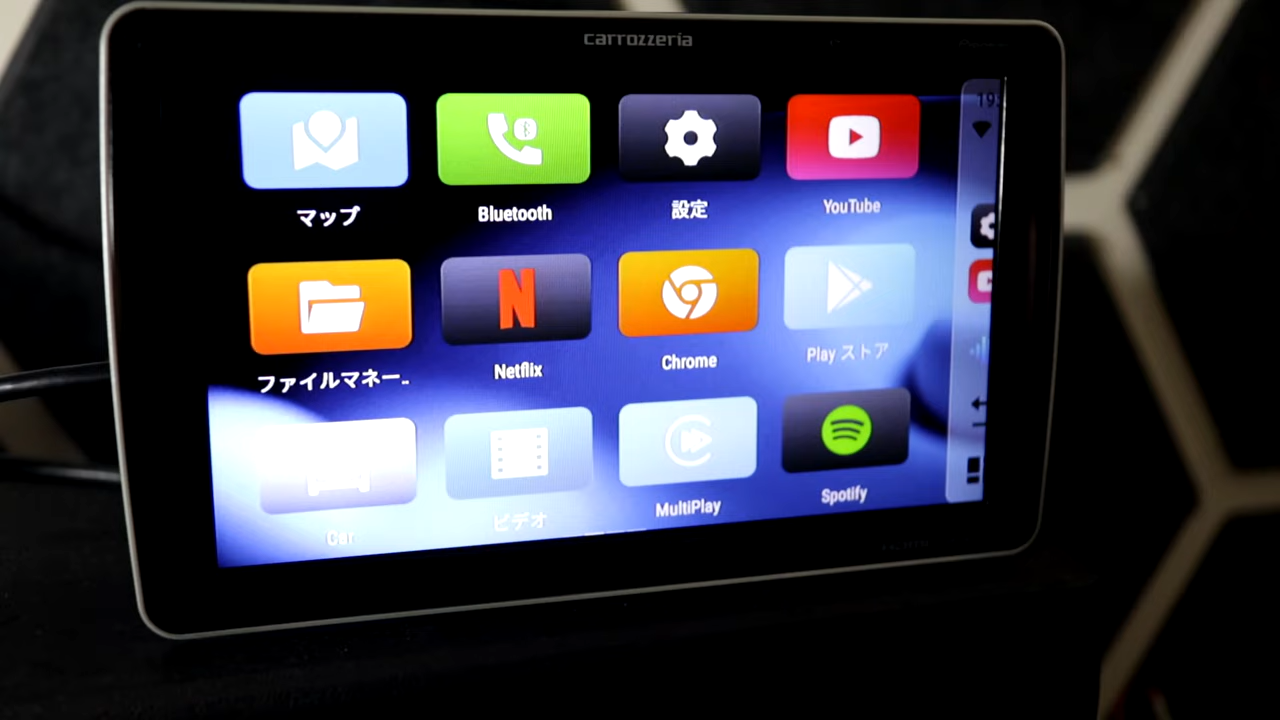 carrozzeria
19:
マップ
Bluetooth
設定
YouTube
ファイルマネー...
Netflix
Chrome
Play ストア
Car
ビデオ
MultiPlay
Spotify